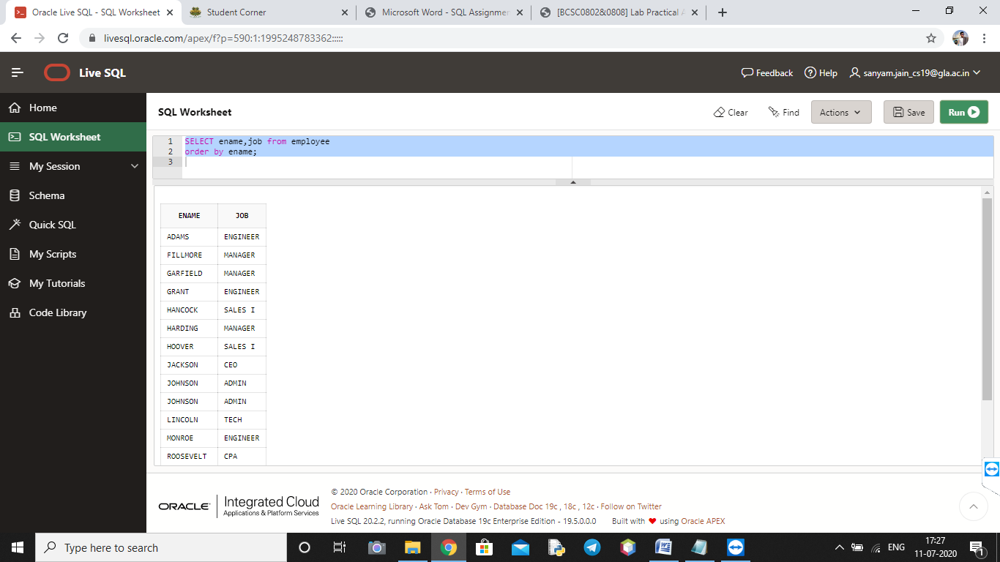 Oracle Live SQL - SQL Worksheet
Student Corner
Microsoft Word - SQL Assignmen
[BCSC0802&0808] Lab Practical A
livesql.oracle.com/apex/f?p=590:1:1995248783362:::::
Live SQL
Feedback
Help
sanyam.jain_cs19@gla.ac.in
Home
SQL Worksheet
My Session
Schema
Quick SQL
My Scripts
My Tutorials
Code Library
SQL Worksheet
Clear
Find
Actions
Save
Run
1 SELECT ename,job from employee
2 order by ename;
3
ENAME JOB
ADAMS ENGINEER
FILLMORE MANAGER
GARFIELD MANAGER
GRANT ENGINEER
HANCOCK SALES I
HARDING MANAGER
HOOVER SALES I
JACKSON CEO
JOHNSON ADMIN
JOHNSON ADMIN
LINCOLN TECH
MONROE ENGINEER
ROOSEVELT CPA
ORACLE Integrated Cloud
Applications & Platform Services
© 2020 Oracle Corporation · Privacy · Terms of Use
Oracle Learning Library · Ask Tom · Dev Gym · Database Doc 19c , 18c , 12c · Follow on Twitter
Live SQL 20.2.2, running Oracle Database 19c Enterprise Edition - 19.5.0.0.0 Built with ❤ using Oracle APEX
Type here to search
ENG
17:27
11-07-2020
1